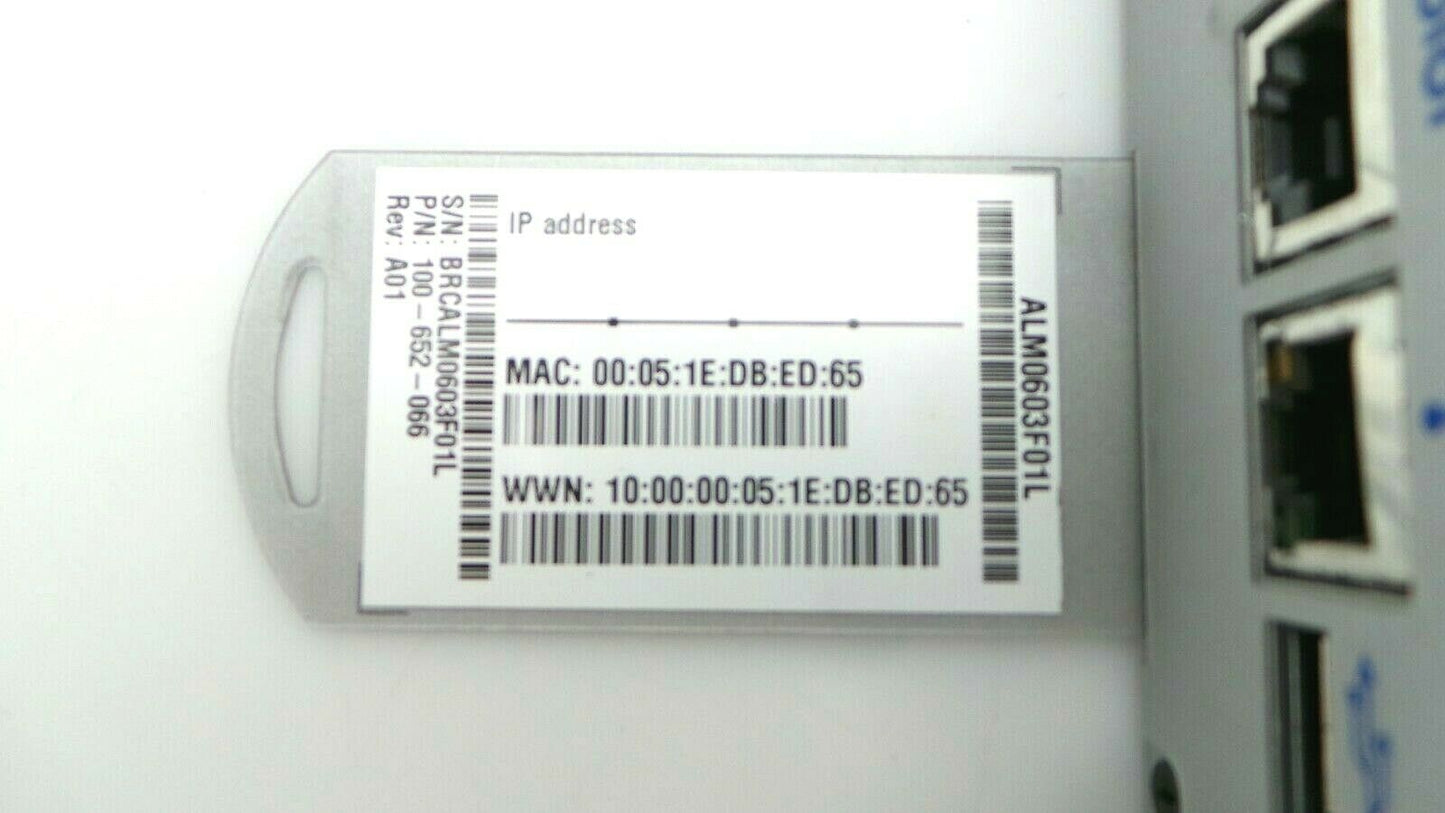 S/N: BRCALM0603F01L
P/N: 100-652-066
Rev: A01
IP address
MAC: 00:05:1E:DB:ED:65
WWN: 10:00:00:05:1E:DB:ED:65
ALM0603F01L